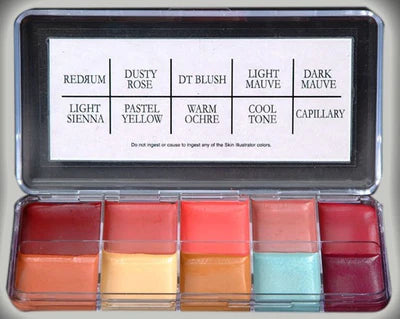 REDЯUM
DUSTY ROSE
DT BLUSH
LIGHT MAUVE
DARK MAUVE
LIGHT SIENNA
PASTEL YELLOW
WARM OCHRE
COOL TONE
CAPILLARY
Do not ingest or cause to ingest any of the Skin Illustrator colors.